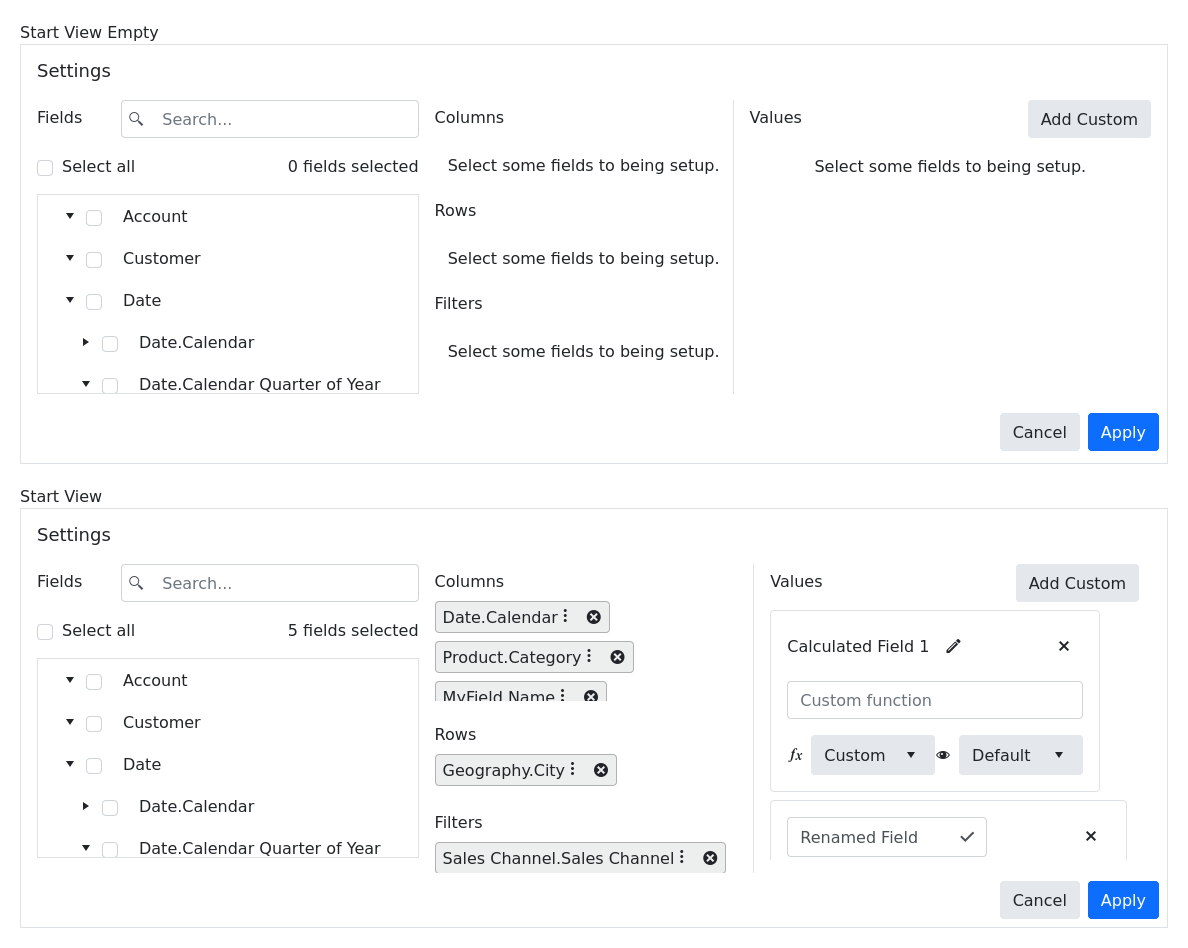 Start View Empty
Settings
Fields
Search...
Select all
0 fields selected
Account
Customer
Date
Date.Calendar
Date.Calendar Quarter of Year
Columns
Select some fields to being setup.
Rows
Select some fields to being setup.
Filters
Select some fields to being setup.
Values
Add Custom
Select some fields to being setup.
Cancel
Apply
Start View
Settings
Fields
Search...
Select all
5 fields selected
Account
Customer
Date
Date.Calendar
Date.Calendar Quarter of Year
Columns
Date.Calendar
Product.Category
MyField Name
Rows
Geography.City
Filters
Sales Channel.Sales Channel
Values
Add Custom
Calculated Field 1
Custom function
fx Custom Default
Renamed Field
Cancel
Apply